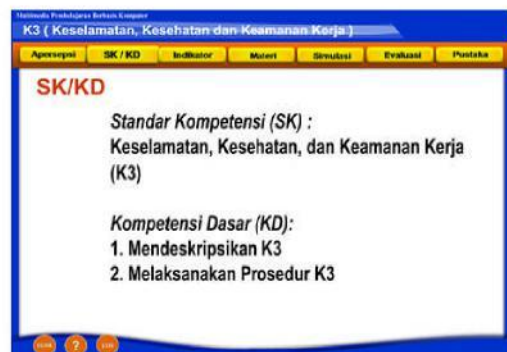 Multimedia Pembelajaran Berbasis Komputer
K3 ( Keselamatan, Kesehatan dan Keamanan Kerja )
Apersepsi SK / KD Indikator Materi Simulasi Evaluasi Pustaka
SK/KD
Standar Kompetensi (SK) :
Keselamatan, Kesehatan, dan Keamanan Kerja
(K3)
Kompetensi Dasar (KD):
1. Mendeskripsikan K3
2. Melaksanakan Prosedur K3
?